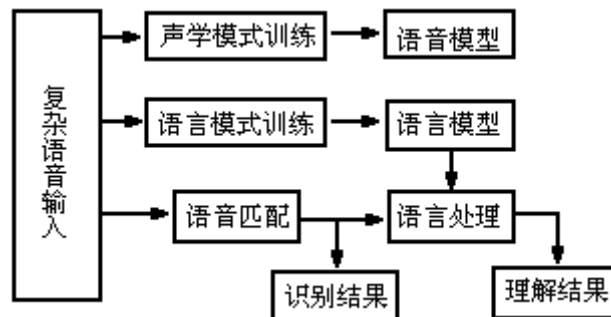 复杂语音输入
声学模式训练
语音模型
语言模式训练
语言模型
语音匹配
语言处理
识别结果
理解结果